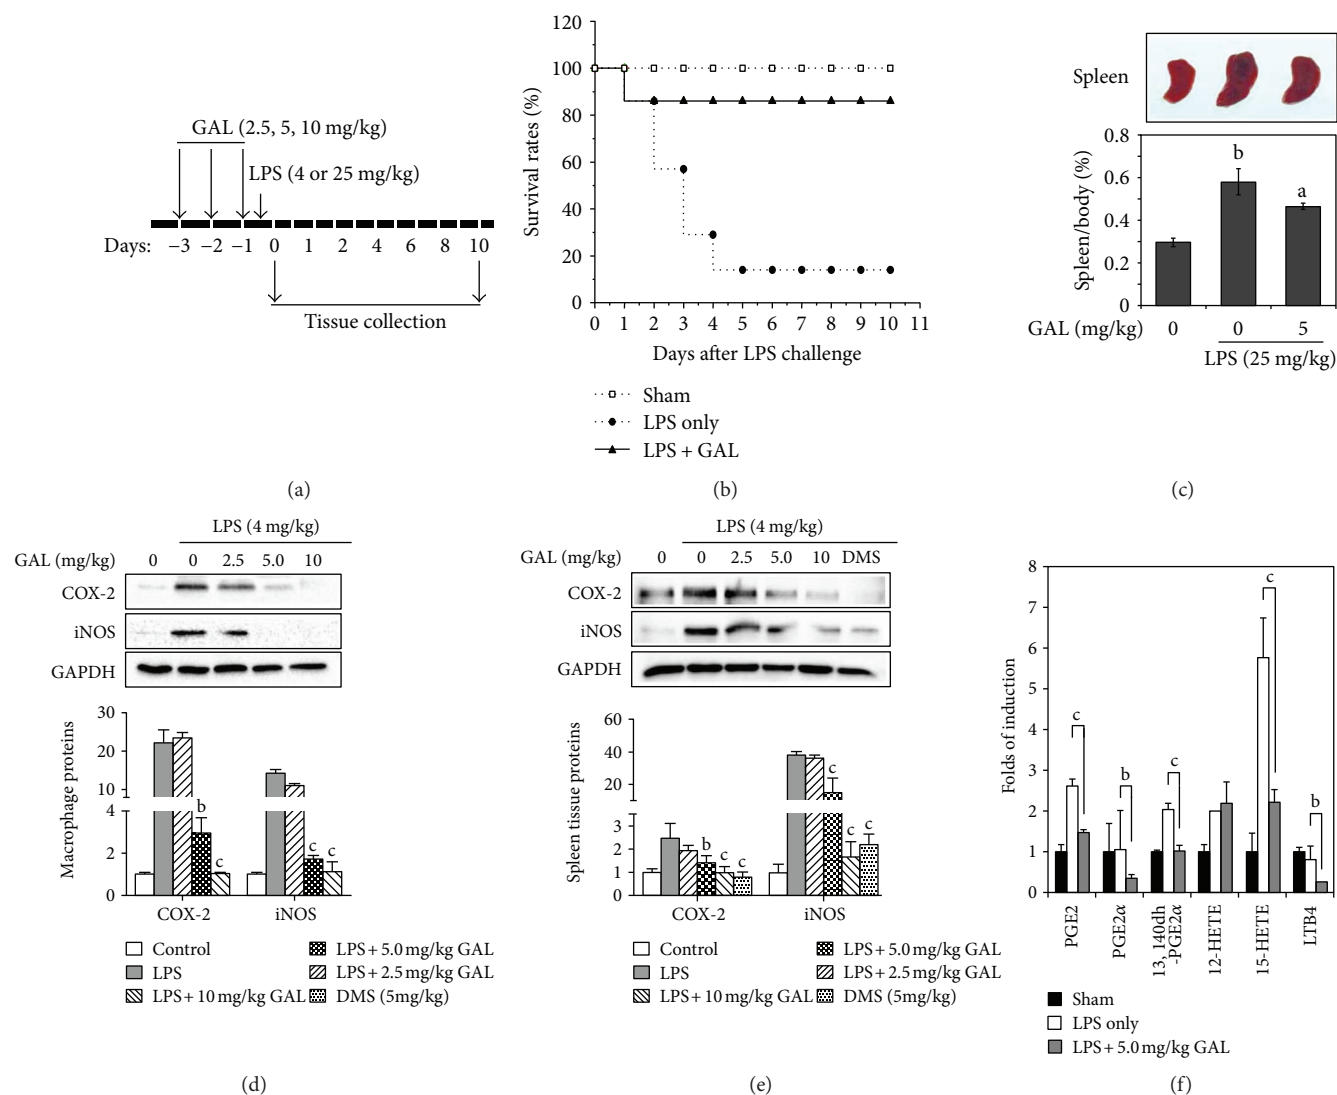 GAL (2.5, 5, 10 mg/kg)
LPS (4 or 25 mg/kg)
Days: −3 −2 −1 0 1 2 4 6 8 10
Tissue collection
(a)
Survival rates (%)
120
100
80
60
40
20
0
0 1 2 3 4 5 6 7 8 9 10 11
Days after LPS challenge
Sham
LPS only
LPS + GAL
(b)
Spleen
Spleen/body (%)
0.8
0.6
0.4
0.2
0
b
a
GAL (mg/kg) 0 0 5
LPS (25 mg/kg)
(c)
LPS (4 mg/kg)
GAL (mg/kg) 0 0 2.5 5.0 10
COX-2
iNOS
GAPDH
Macrophage proteins
30
20
10
4
2
0
b
c
c
c
COX-2 iNOS
Control
LPS
LPS + 10 mg/kg GAL
LPS + 5.0 mg/kg GAL
LPS + 2.5 mg/kg GAL
DMS (5mg/kg)
(d)
LPS (4 mg/kg)
GAL (mg/kg) 0 0 2.5 5.0 10 DMS
COX-2
iNOS
GAPDH
Spleen tissue proteins
60
40
20
3
2
1
0
b
c
c
c
c
c
COX-2 iNOS
Control
LPS
LPS + 10 mg/kg GAL
LPS + 5.0 mg/kg GAL
LPS + 2.5 mg/kg GAL
DMS (5mg/kg)
(e)
Folds of induction
8
7
6
5
4
3
2
1
0
c
b
c
c
b
PGE2
PGE2α
13, 140dh
-PGE2α
12-HETE
15-HETE
LTB4
Sham
LPS only
LPS + 5.0 mg/kg GAL
(f)